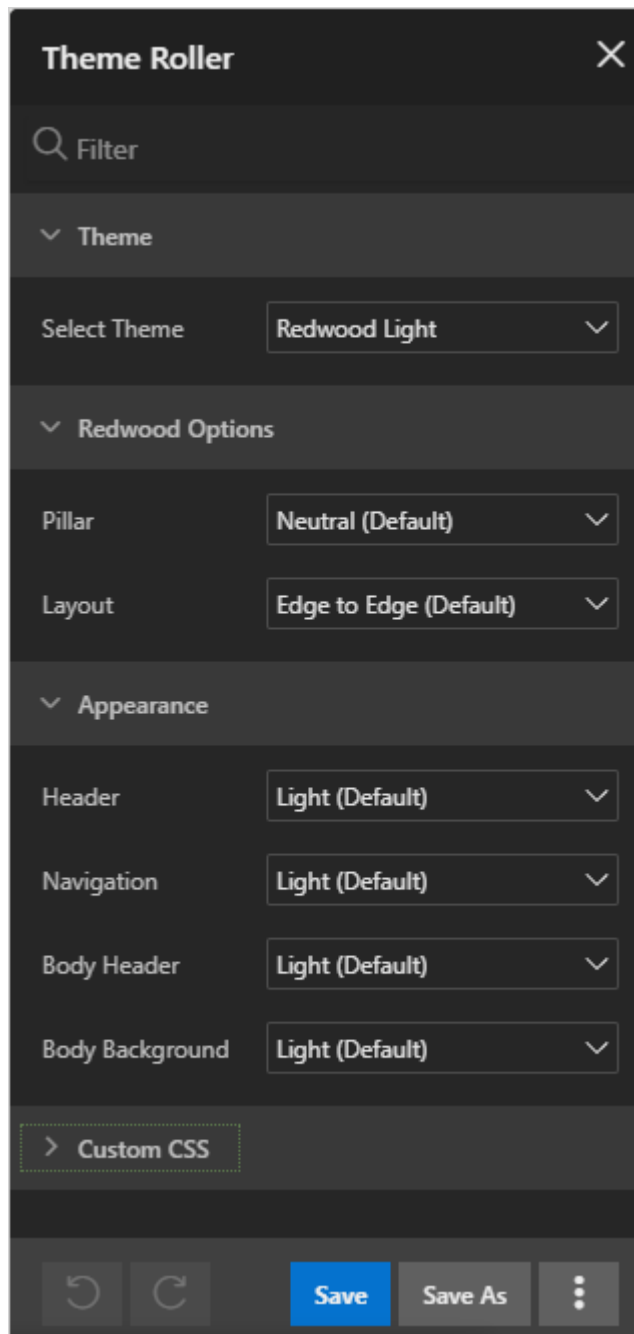 Theme Roller
Filter
Theme
Select Theme Redwood Light
Redwood Options
Pillar Neutral (Default)
Layout Edge to Edge (Default)
Appearance
Header Light (Default)
Navigation Light (Default)
Body Header Light (Default)
Body Background Light (Default)
Custom CSS
Save Save As